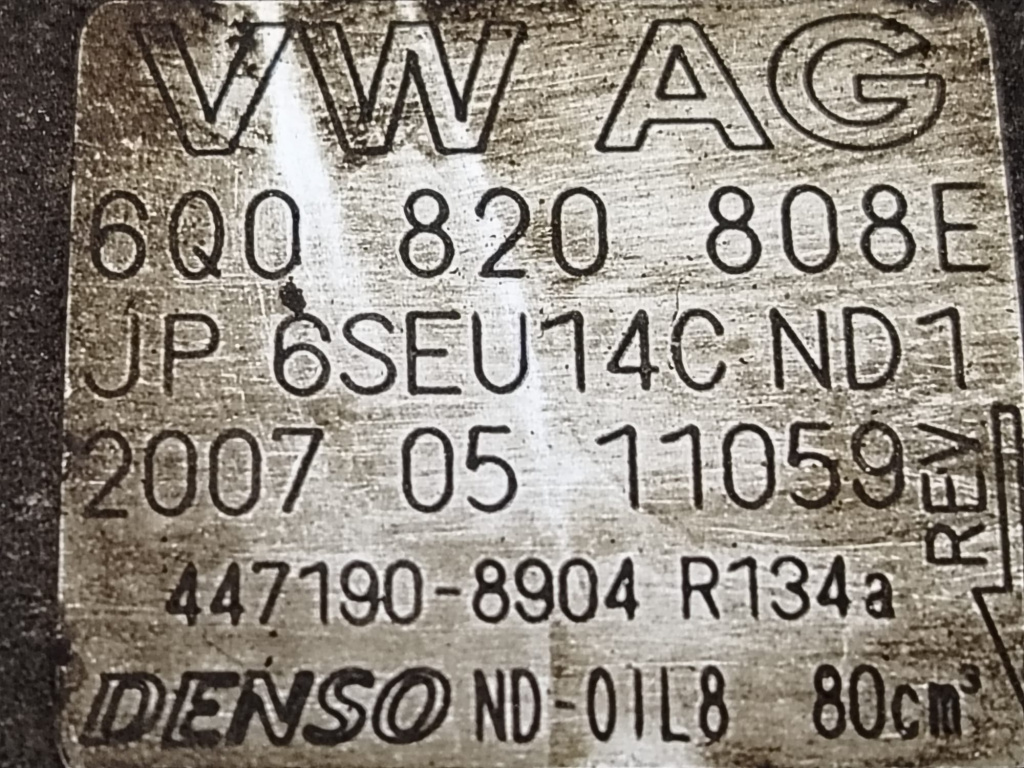 VW AG
6Q0 820 808E
JP 6SEU14C ND1
2007 05 11059
REV
447190-8904 R134a
DENSO ND-OIL8 80cm³